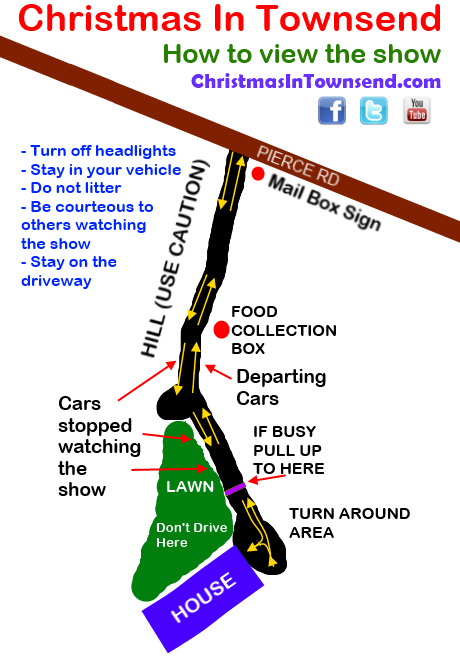 Christmas In Townsend
How to view the show
ChristmasInTownsend.com
You
Tube
- Turn off headlights
- Stay in your vehicle
- Do not litter
- Be courteous to
others watching
the show
- Stay on the
driveway
PIERCE RD
Mail Box Sign
HILL (USE CAUTION)
FOOD
COLLECTION
BOX
Departing
Cars
Cars
stopped
watching
the
show
IF BUSY
PULL UP
TO HERE
LAWN
Don't Drive
Here
TURN AROUND
AREA
HOUSE